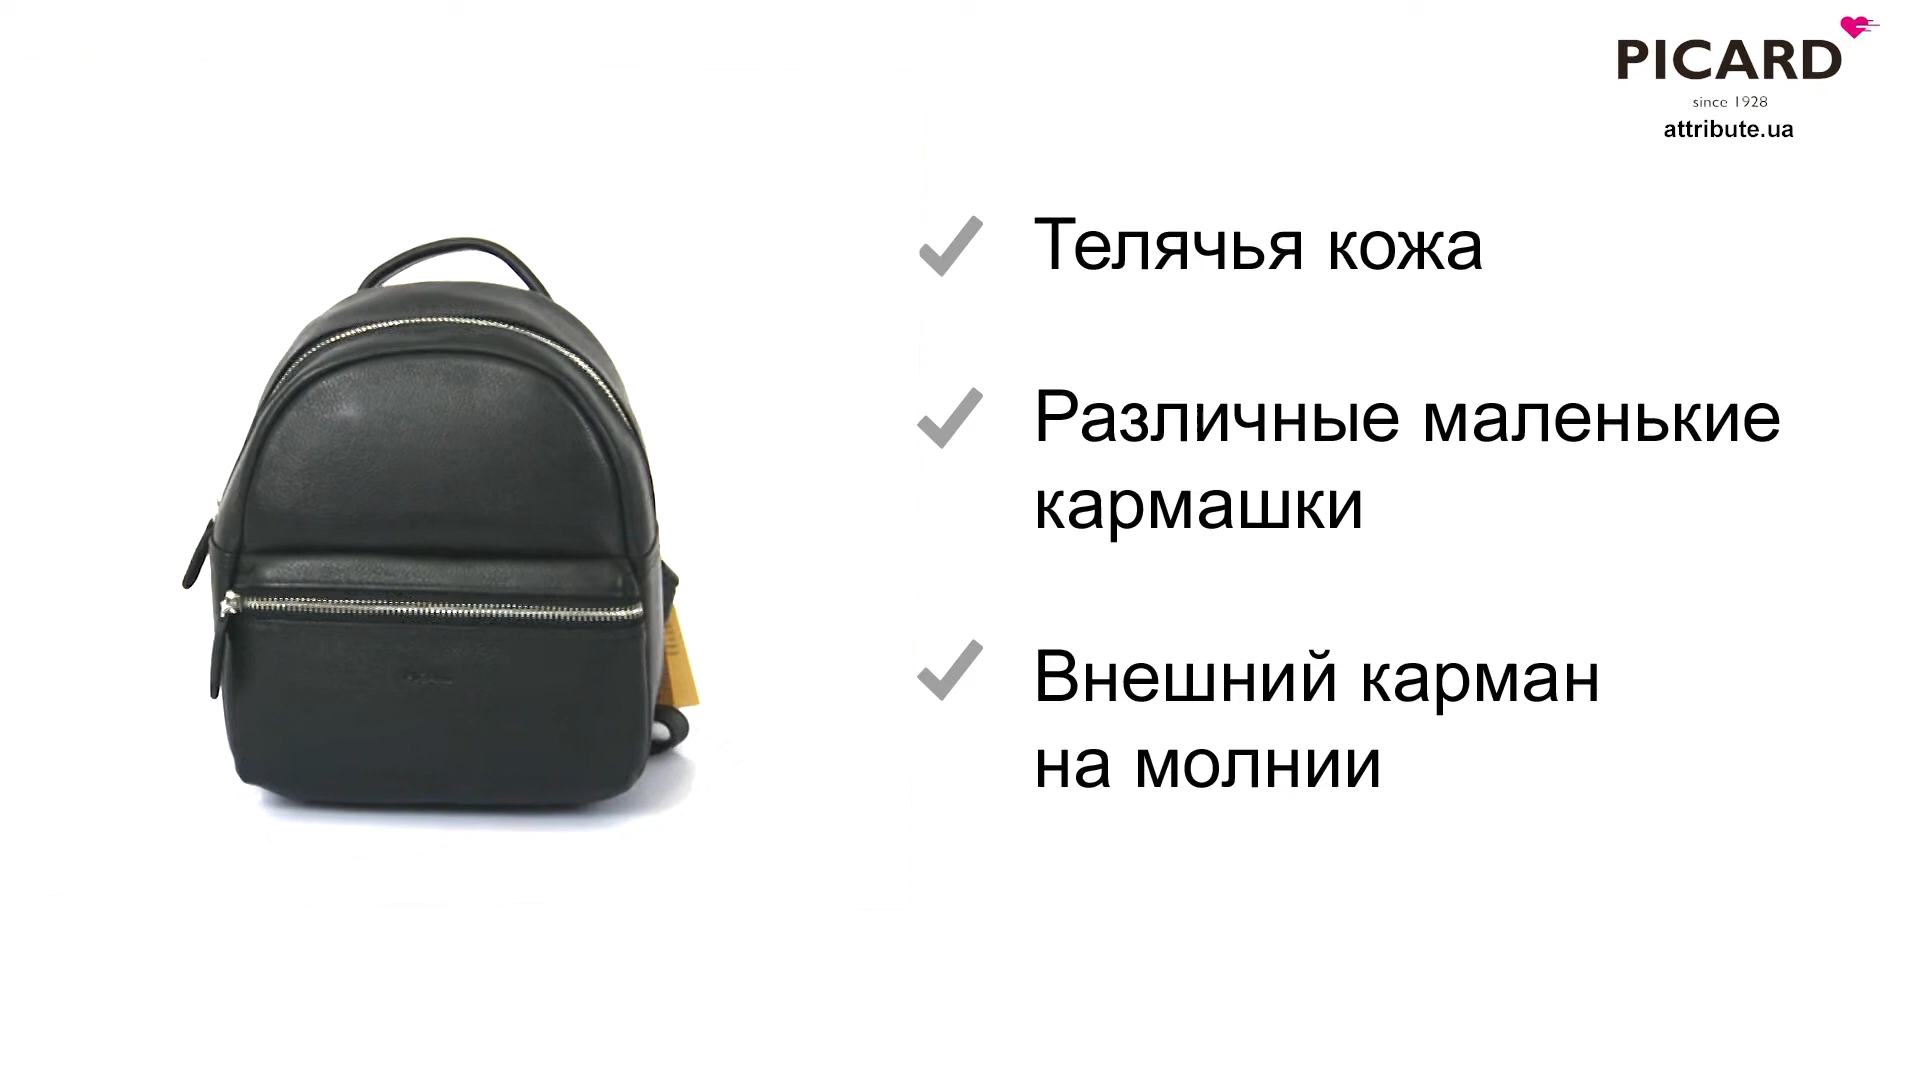 PICARD
since 1928
attribute.ua
Телячья кожа
Различные маленькие
кармашки
Внешний карман
на молнии